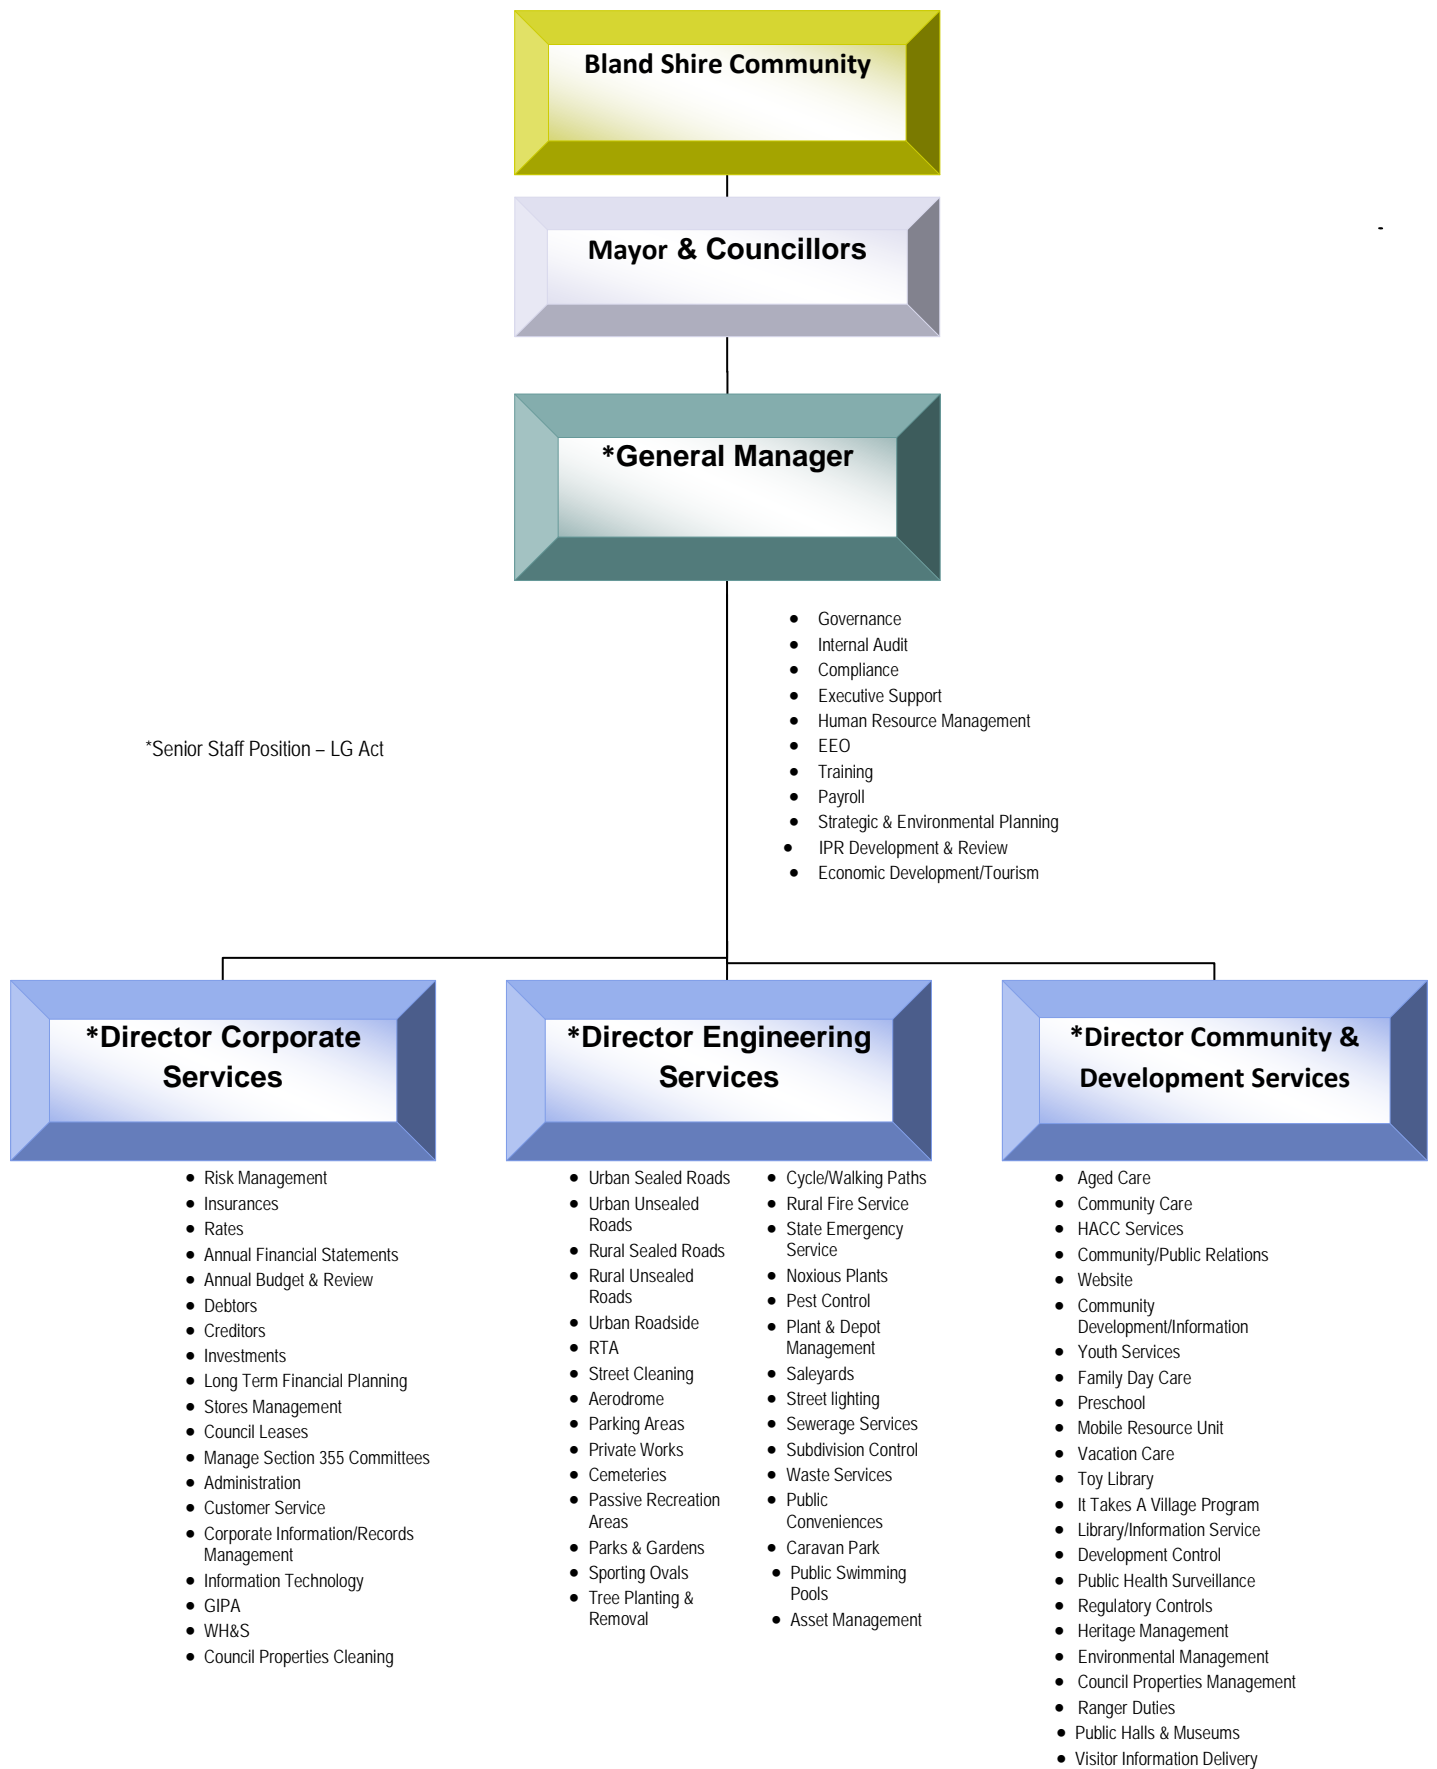 Bland Shire Community
Mayor & Councillors
-
*General Manager
• Governance
• Internal Audit
• Compliance
• Executive Support
• Human Resource Management
• EEO
• Training
• Payroll
• Strategic & Environmental Planning
• IPR Development & Review
• Economic Development/Tourism
*Senior Staff Position – LG Act
*Director Corporate
Services
• Risk Management
• Insurances
• Rates
• Annual Financial Statements
• Annual Budget & Review
• Debtors
• Creditors
• Investments
• Long Term Financial Planning
• Stores Management
• Council Leases
• Manage Section 355 Committees
• Administration
• Customer Service
• Corporate Information/Records
Management
• Information Technology
• GIPA
• WH&S
• Council Properties Cleaning
*Director Engineering
Services
• Urban Sealed Roads
• Urban Unsealed
Roads
• Rural Sealed Roads
• Rural Unsealed
Roads
• Urban Roadside
• RTA
• Street Cleaning
• Aerodrome
• Parking Areas
• Private Works
• Cemeteries
• Passive Recreation
Areas
• Parks & Gardens
• Sporting Ovals
• Tree Planting &
Removal
• Cycle/Walking Paths
• Rural Fire Service
• State Emergency
Service
• Noxious Plants
• Pest Control
• Plant & Depot
Management
• Saleyards
• Street lighting
• Sewerage Services
• Subdivision Control
• Waste Services
• Public
Conveniences
• Caravan Park
• Public Swimming
Pools
• Asset Management
*Director Community &
Development Services
• Aged Care
• Community Care
• HACC Services
• Community/Public Relations
• Website
• Community
Development/Information
• Youth Services
• Family Day Care
• Preschool
• Mobile Resource Unit
• Vacation Care
• Toy Library
• It Takes A Village Program
• Library/Information Service
• Development Control
• Public Health Surveillance
• Regulatory Controls
• Heritage Management
• Environmental Management
• Council Properties Management
• Ranger Duties
• Public Halls & Museums
• Visitor Information Delivery